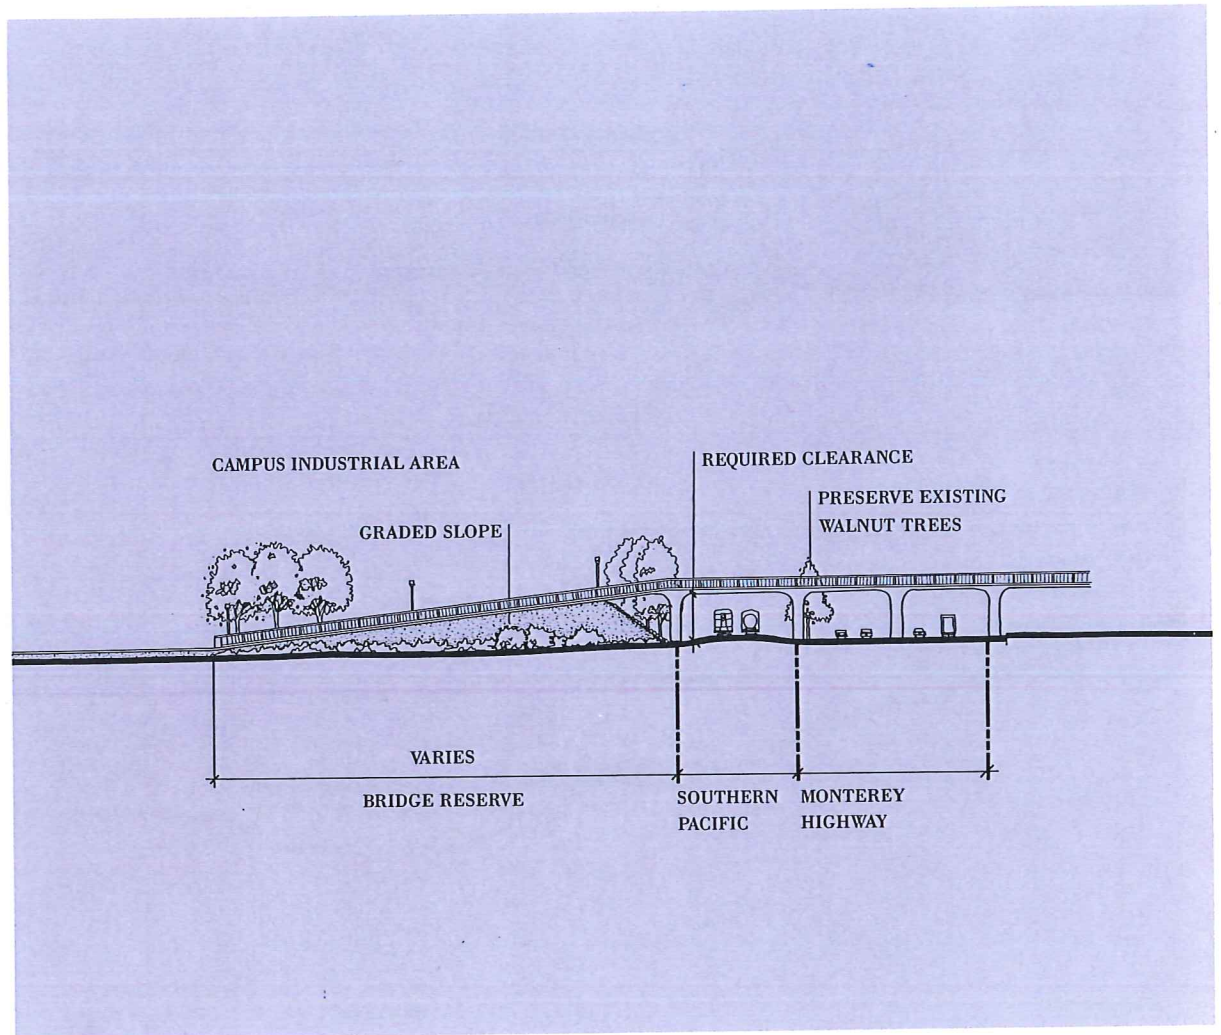 CAMPUS INDUSTRIAL AREA
REQUIRED CLEARANCE
PRESERVE EXISTING
WALNUT TREES
GRADED SLOPE
VARIES
BRIDGE RESERVE
SOUTHERN
PACIFIC
MONTEREY
HIGHWAY